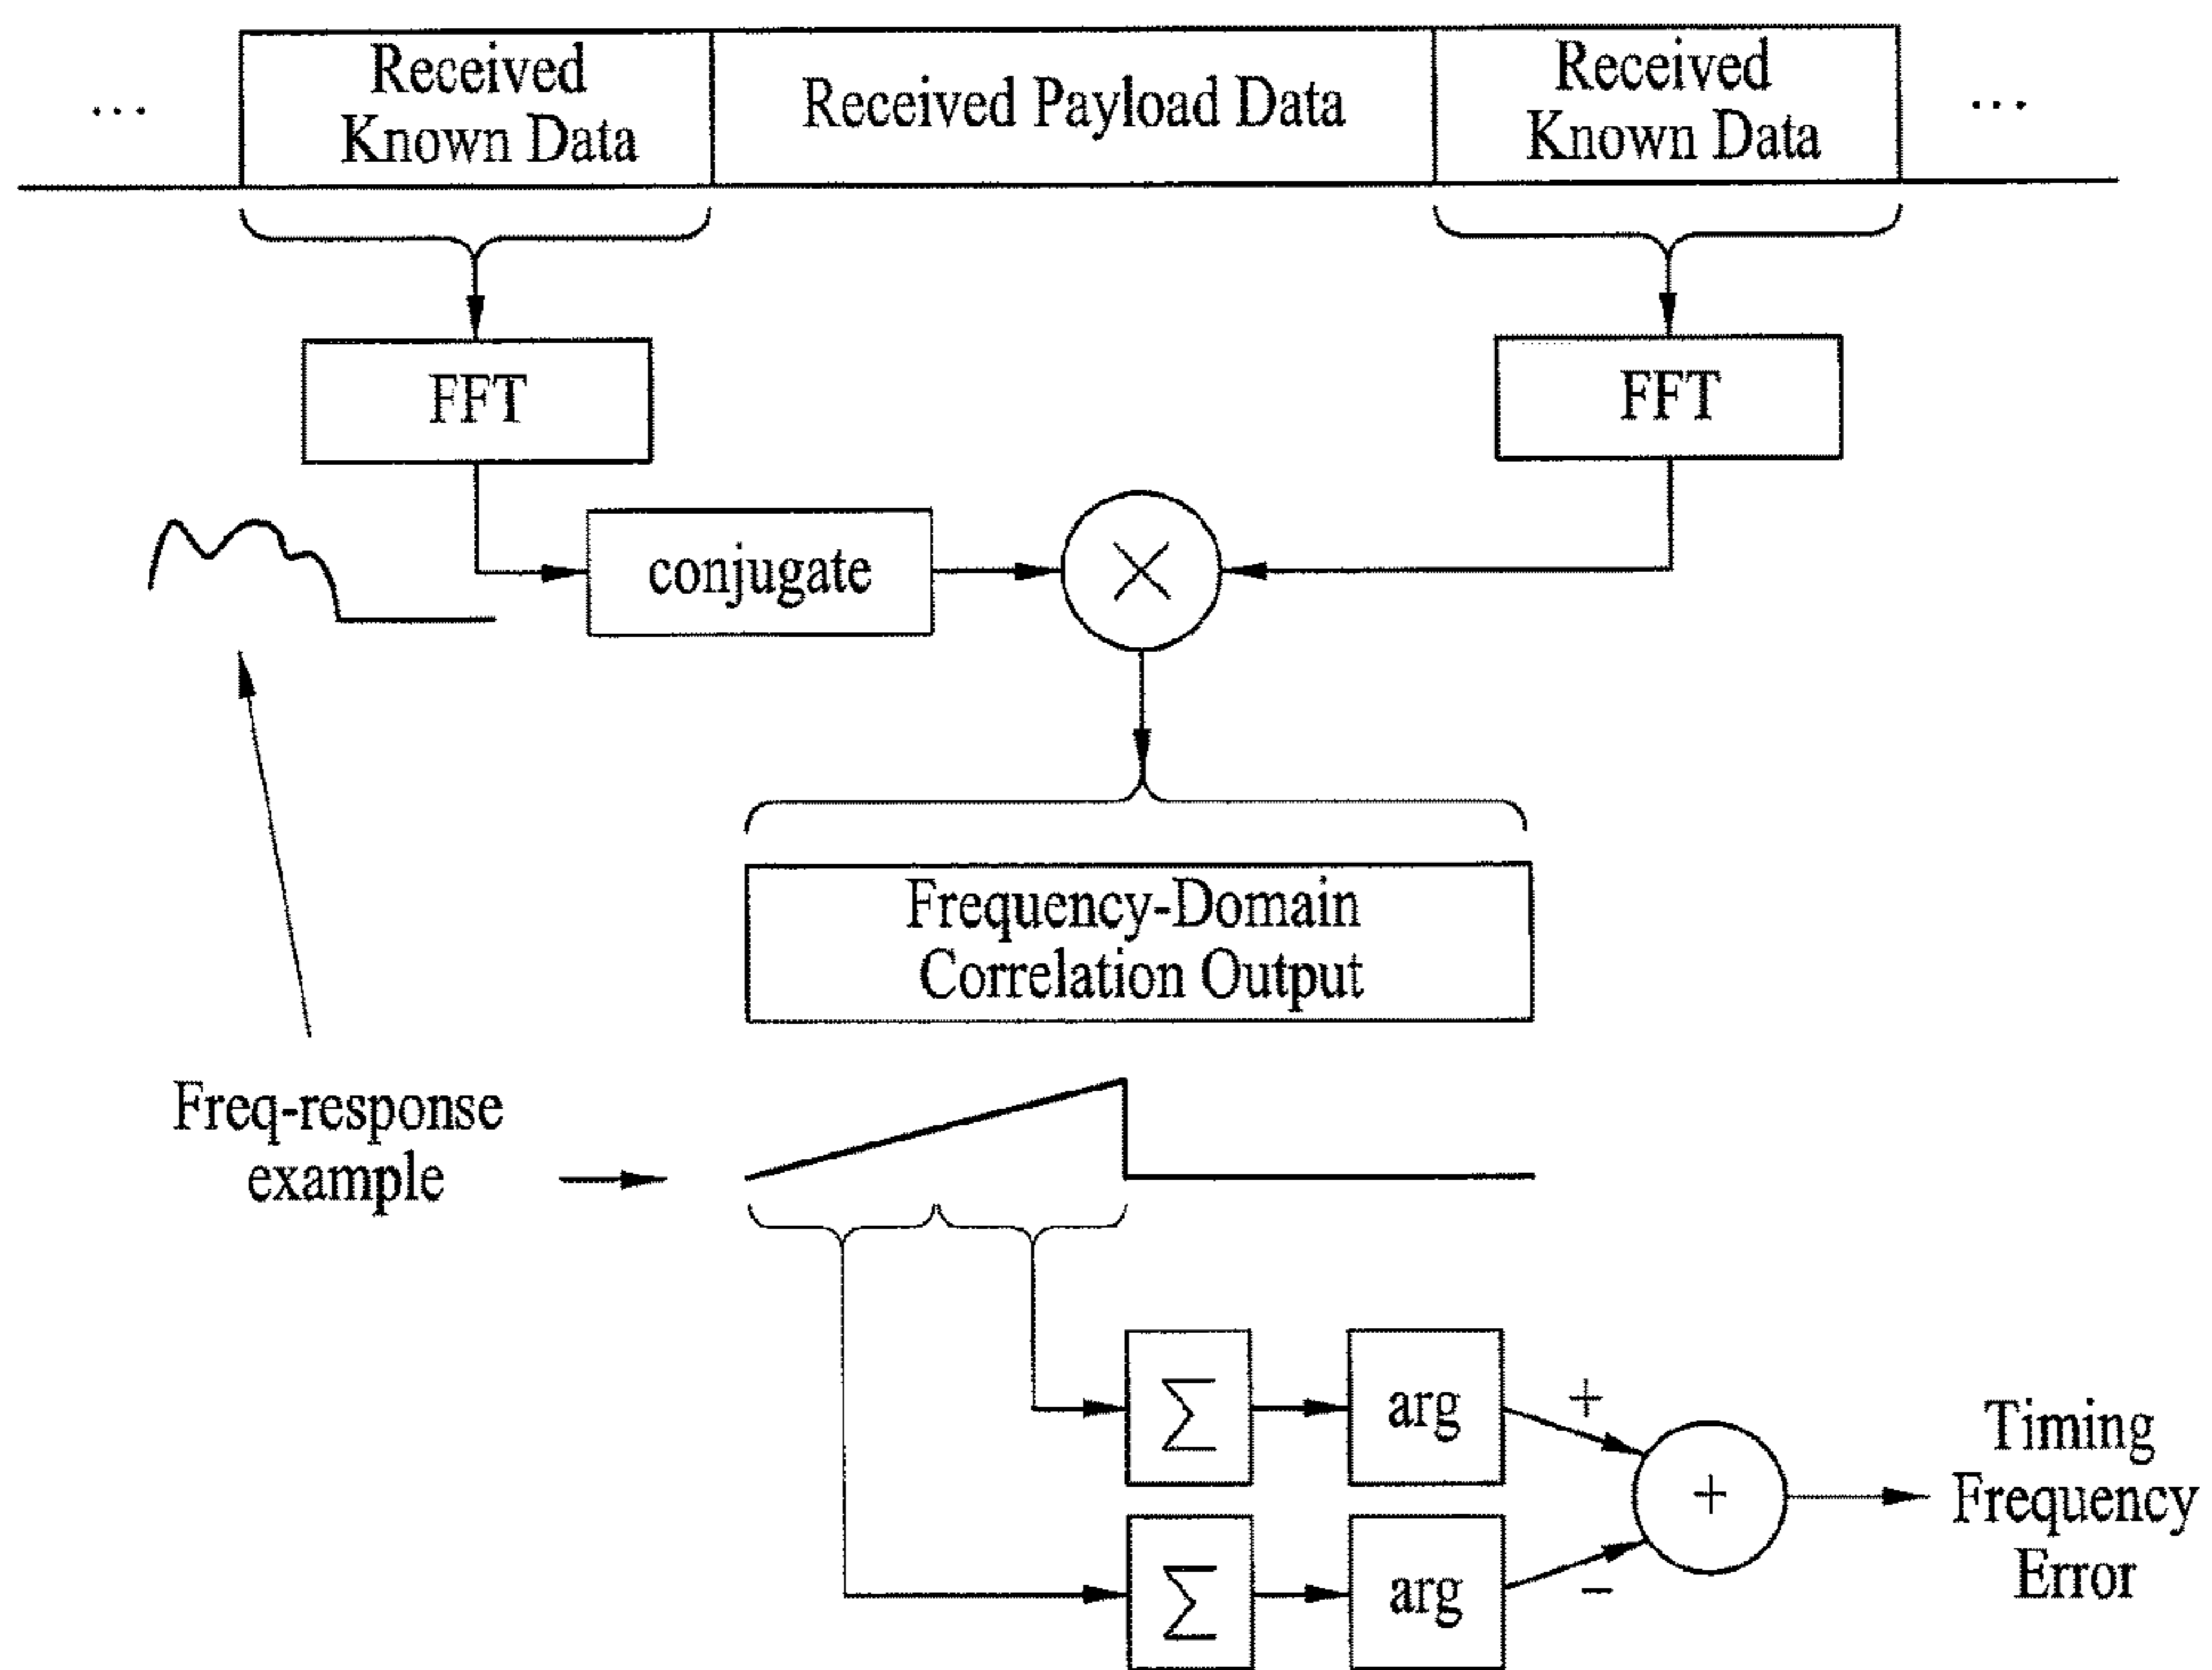 ...
Received
Known Data
Received Payload Data
Received
Known Data
...
FFT
FFT
conjugate
×
Frequency-Domain
Correlation Output
Freq-response
example
∑
arg
+
∑
arg
−
+
Timing
Frequency
Error